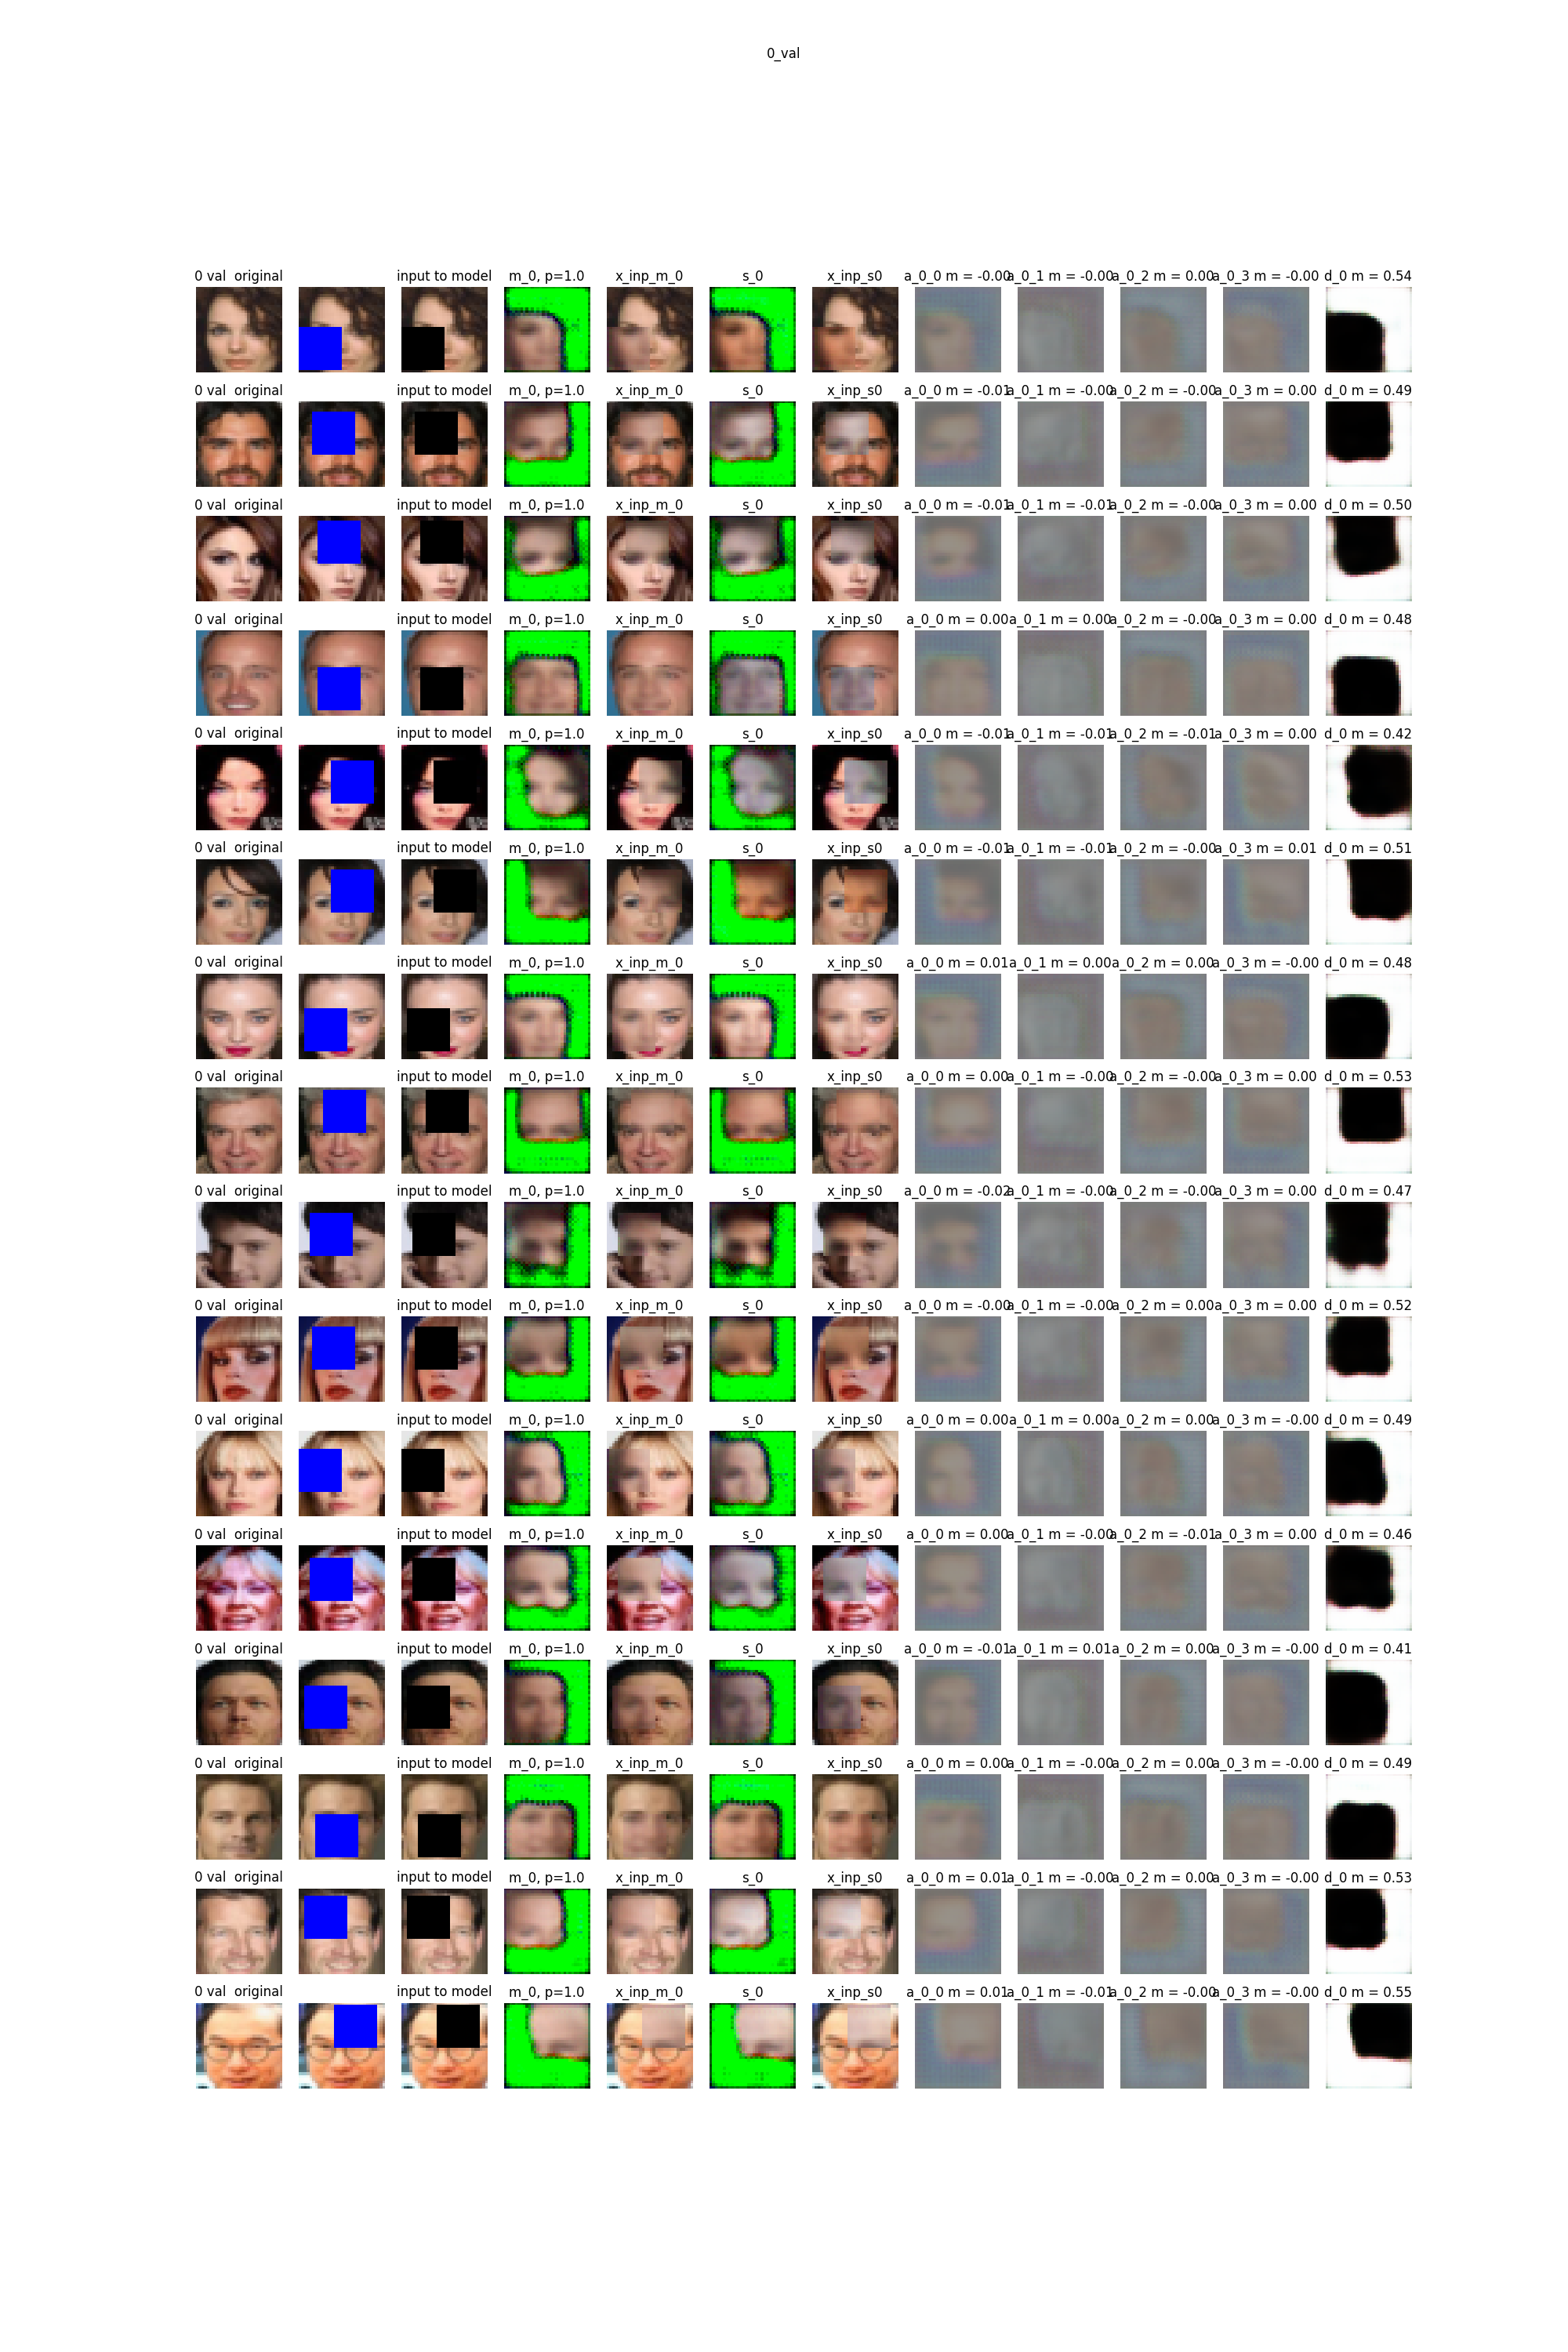 0_val
0 val original input to model m_0, p=1.0 x_inp_m_0 s_0 x_inp_s0 a_0_0 m = -0.00 a_0_1 m = -0.00 a_0_2 m = 0.00 a_0_3 m = -0.00 d_0 m = 0.54
0 val original input to model m_0, p=1.0 x_inp_m_0 s_0 x_inp_s0 a_0_0 m = -0.01 a_0_1 m = -0.00 a_0_2 m = -0.00 a_0_3 m = 0.00 d_0 m = 0.49
0 val original input to model m_0, p=1.0 x_inp_m_0 s_0 x_inp_s0 a_0_0 m = -0.01 a_0_1 m = -0.01 a_0_2 m = -0.00 a_0_3 m = 0.00 d_0 m = 0.50
0 val original input to model m_0, p=1.0 x_inp_m_0 s_0 x_inp_s0 a_0_0 m = 0.00 a_0_1 m = 0.00 a_0_2 m = -0.00 a_0_3 m = 0.00 d_0 m = 0.48
0 val original input to model m_0, p=1.0 x_inp_m_0 s_0 x_inp_s0 a_0_0 m = -0.01 a_0_1 m = -0.01 a_0_2 m = -0.01 a_0_3 m = 0.00 d_0 m = 0.42
0 val original input to model m_0, p=1.0 x_inp_m_0 s_0 x_inp_s0 a_0_0 m = -0.01 a_0_1 m = -0.01 a_0_2 m = -0.00 a_0_3 m = 0.01 d_0 m = 0.51
0 val original input to model m_0, p=1.0 x_inp_m_0 s_0 x_inp_s0 a_0_0 m = 0.01 a_0_1 m = 0.00 a_0_2 m = 0.00 a_0_3 m = -0.00 d_0 m = 0.48
0 val original input to model m_0, p=1.0 x_inp_m_0 s_0 x_inp_s0 a_0_0 m = 0.00 a_0_1 m = -0.00 a_0_2 m = -0.00 a_0_3 m = 0.00 d_0 m = 0.53
0 val original input to model m_0, p=1.0 x_inp_m_0 s_0 x_inp_s0 a_0_0 m = -0.02 a_0_1 m = -0.00 a_0_2 m = -0.00 a_0_3 m = 0.00 d_0 m = 0.47
0 val original input to model m_0, p=1.0 x_inp_m_0 s_0 x_inp_s0 a_0_0 m = -0.00 a_0_1 m = -0.00 a_0_2 m = 0.00 a_0_3 m = 0.00 d_0 m = 0.52
0 val original input to model m_0, p=1.0 x_inp_m_0 s_0 x_inp_s0 a_0_0 m = 0.00 a_0_1 m = 0.00 a_0_2 m = 0.00 a_0_3 m = -0.00 d_0 m = 0.49
0 val original input to model m_0, p=1.0 x_inp_m_0 s_0 x_inp_s0 a_0_0 m = 0.00 a_0_1 m = -0.00 a_0_2 m = -0.01 a_0_3 m = 0.00 d_0 m = 0.46
0 val original input to model m_0, p=1.0 x_inp_m_0 s_0 x_inp_s0 a_0_0 m = -0.01 a_0_1 m = 0.01 a_0_2 m = 0.00 a_0_3 m = -0.00 d_0 m = 0.41
0 val original input to model m_0, p=1.0 x_inp_m_0 s_0 x_inp_s0 a_0_0 m = 0.00 a_0_1 m = -0.00 a_0_2 m = 0.00 a_0_3 m = -0.00 d_0 m = 0.49
0 val original input to model m_0, p=1.0 x_inp_m_0 s_0 x_inp_s0 a_0_0 m = 0.01 a_0_1 m = -0.00 a_0_2 m = 0.00 a_0_3 m = -0.00 d_0 m = 0.53
0 val original input to model m_0, p=1.0 x_inp_m_0 s_0 x_inp_s0 a_0_0 m = 0.01 a_0_1 m = -0.01 a_0_2 m = -0.00 a_0_3 m = -0.00 d_0 m = 0.55